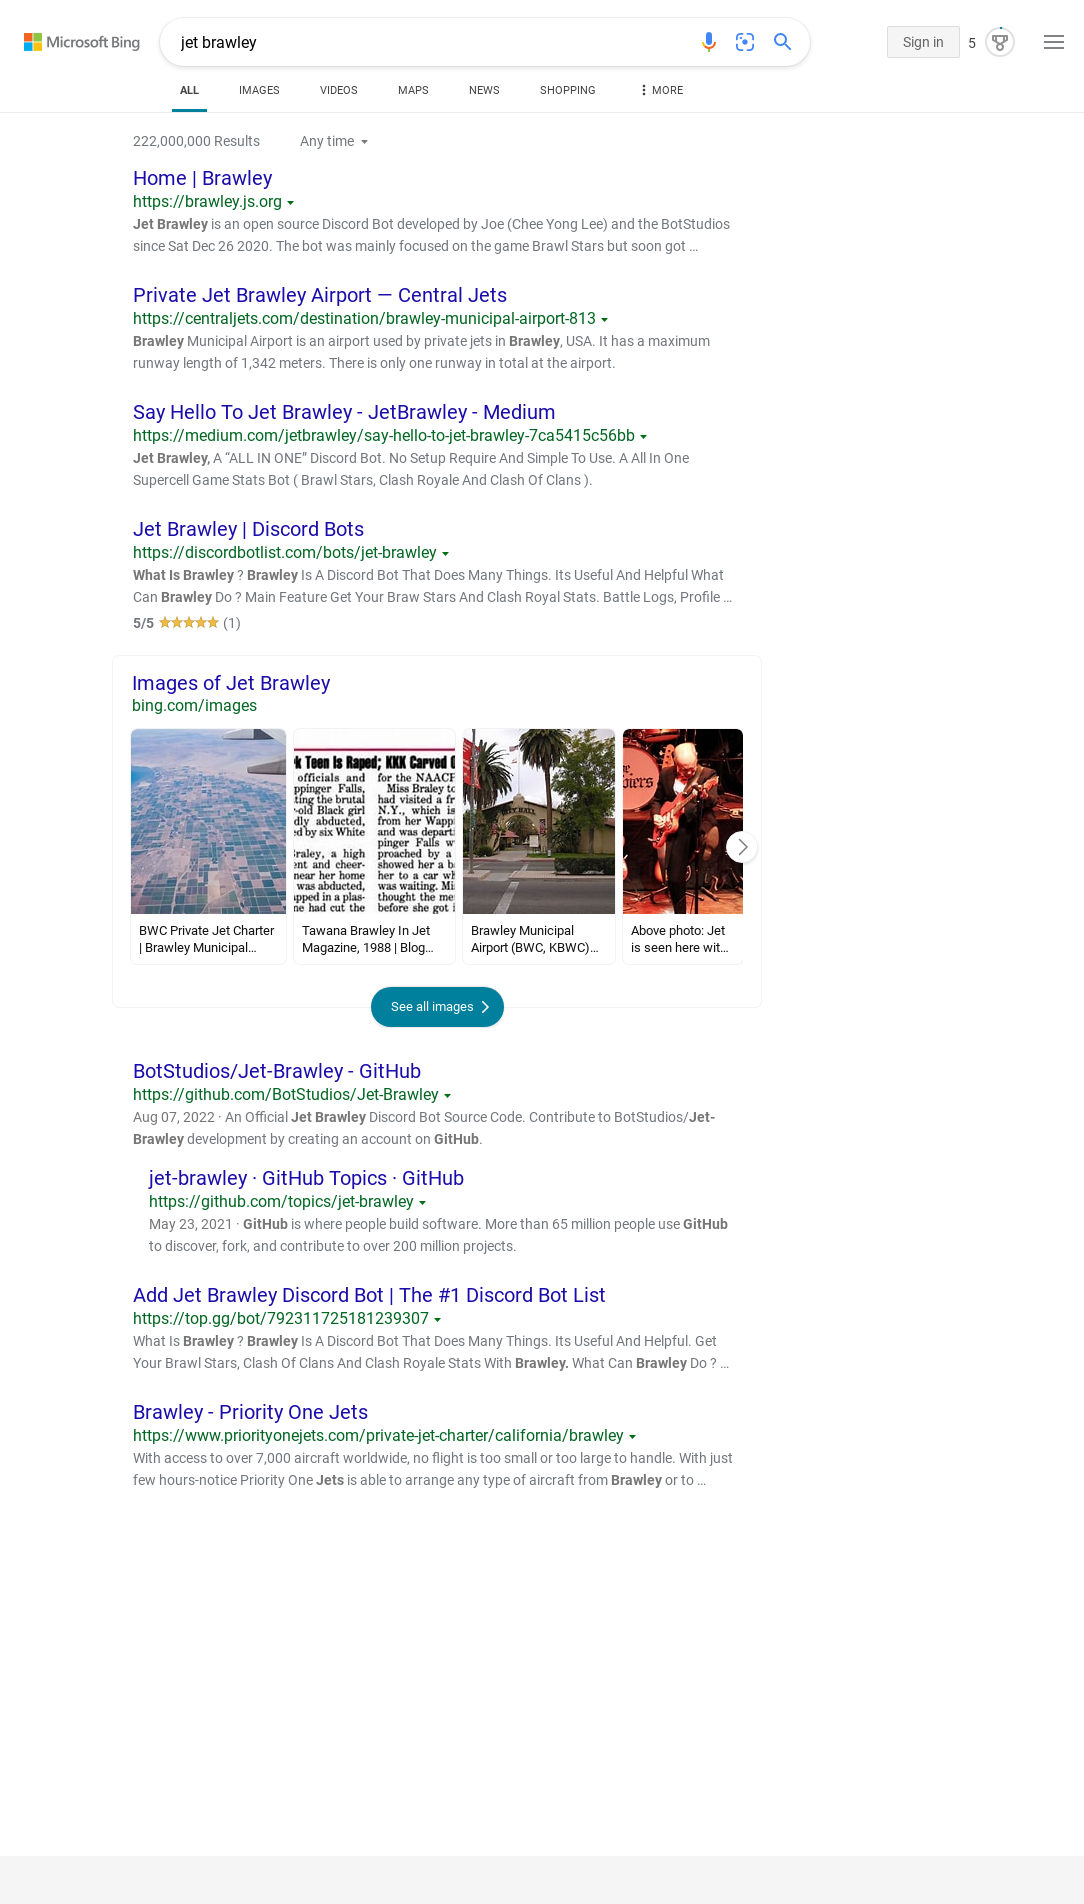 Microsoft Bing
jet brawley
Sign in
5
ALL
IMAGES
VIDEOS
MAPS
NEWS
SHOPPING
MORE
222,000,000 Results
Any time
Home | Brawley
https://brawley.js.org
Jet Brawley is an open source Discord Bot developed by Joe (Chee Yong Lee) and the BotStudios
since Sat Dec 26 2020. The bot was mainly focused on the game Brawl Stars but soon got …
Private Jet Brawley Airport — Central Jets
https://centraljets.com/destination/brawley-municipal-airport-813
Brawley Municipal Airport is an airport used by private jets in Brawley, USA. It has a maximum
runway length of 1,342 meters. There is only one runway in total at the airport.
Say Hello To Jet Brawley - JetBrawley - Medium
https://medium.com/jetbrawley/say-hello-to-jet-brawley-7ca5415c56bb
Jet Brawley, A “ALL IN ONE” Discord Bot. No Setup Require And Simple To Use. A All In One
Supercell Game Stats Bot ( Brawl Stars, Clash Royale And Clash Of Clans ).
Jet Brawley | Discord Bots
https://discordbotlist.com/bots/jet-brawley
What Is Brawley ? Brawley Is A Discord Bot That Does Many Things. Its Useful And Helpful What
Can Brawley Do ? Main Feature Get Your Braw Stars And Clash Royal Stats. Battle Logs, Profile …
5/5 (1)
Images of Jet Brawley
bing.com/images
k Teen Is Raped; KKK Carved
officials and
ppinger Falls,
ting the brutal
-old Black girl
dly abducted,
ed by six White
Braley, a high
ent and cheer-
near her home
was abducted,
apped in a plas-
ne had cut the
for the NAACP
Miss Braley to
had visited a fr
N.Y., which is
from her Wapp
and was departi
pinger Falls w
proached by a
showed her a b
her to a car wh
was waiting. Mi
thought the me
before she got i
CITY HALL
BWC Private Jet Charter
| Brawley Municipal…
Tawana Brawley In Jet
Magazine, 1988 | Blog…
Brawley Municipal
Airport (BWC, KBWC)…
Above photo: Jet
is seen here wit…
See all images
BotStudios/Jet-Brawley - GitHub
https://github.com/BotStudios/Jet-Brawley
Aug 07, 2022 · An Official Jet Brawley Discord Bot Source Code. Contribute to BotStudios/Jet-
Brawley development by creating an account on GitHub.
jet-brawley · GitHub Topics · GitHub
https://github.com/topics/jet-brawley
May 23, 2021 · GitHub is where people build software. More than 65 million people use GitHub
to discover, fork, and contribute to over 200 million projects.
Add Jet Brawley Discord Bot | The #1 Discord Bot List
https://top.gg/bot/792311725181239307
What Is Brawley ? Brawley Is A Discord Bot That Does Many Things. Its Useful And Helpful. Get
Your Brawl Stars, Clash Of Clans And Clash Royale Stats With Brawley. What Can Brawley Do ? …
Brawley - Priority One Jets
https://www.priorityonejets.com/private-jet-charter/california/brawley
With access to over 7,000 aircraft worldwide, no flight is too small or too large to handle. With just
few hours-notice Priority One Jets is able to arrange any type of aircraft from Brawley or to …